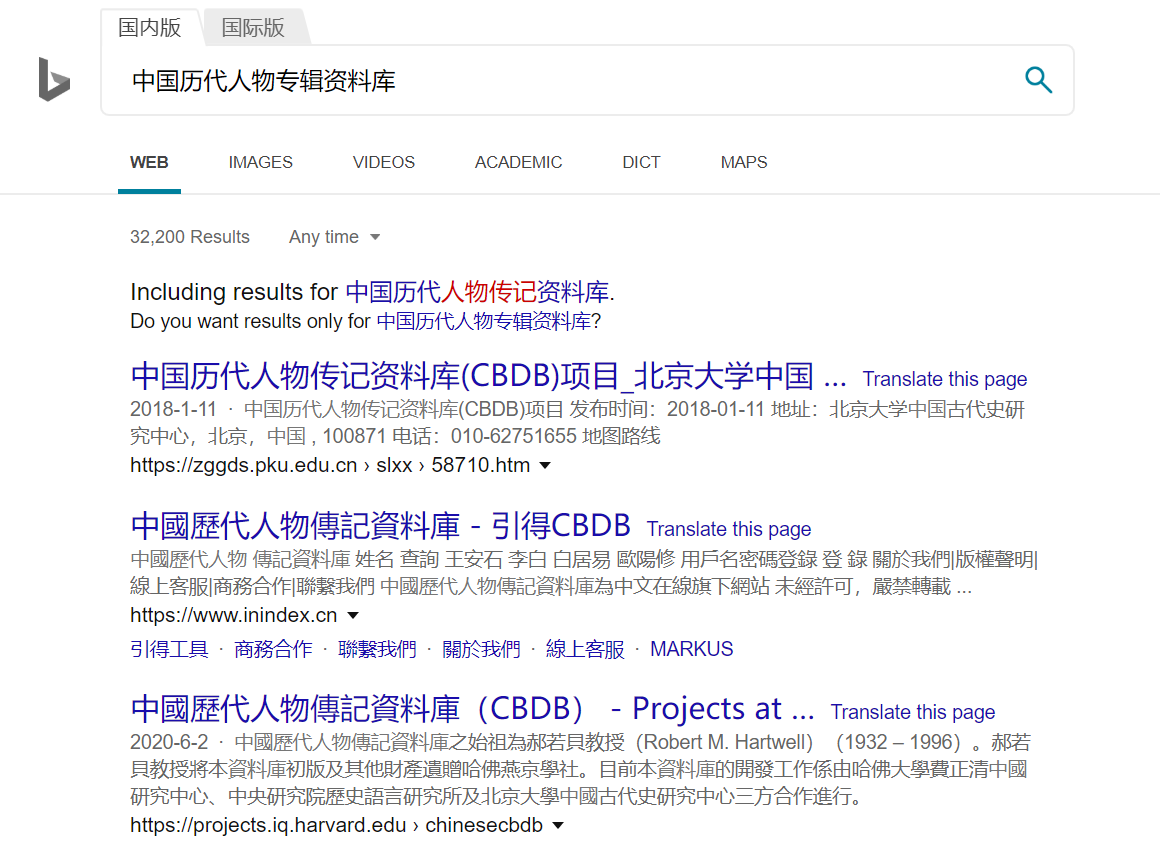 国内版 国际版
中国历代人物专辑资料库
WEB IMAGES VIDEOS ACADEMIC DICT MAPS
32,200 Results Any time
Including results for 中国历代人物传记资料库.
Do you want results only for 中国历代人物专辑资料库?
中国历代人物传记资料库(CBDB)项目_北京大学中国 ... Translate this page
2018-1-11 · 中国历代人物传记资料库(CBDB)项目 发布时间：2018-01-11 地址：北京大学中国古代史研
究中心，北京，中国 , 100871 电话：010-62751655 地图路线
https://zggds.pku.edu.cn › slxx › 58710.htm
中國歷代人物傳記資料庫 - 引得CBDB Translate this page
中國歷代人物 傳記資料庫 姓名 查詢 王安石 李白 白居易 歐陽修 用戶名密碼登錄 登 錄 關於我們|版權聲明|
線上客服|商務合作|聯繫我們 中國歷代人物傳記資料庫為中文在線旗下網站 未經許可，嚴禁轉載 ...
https://www.inindex.cn
引得工具 · 商務合作 · 聯繫我們 · 關於我們 · 線上客服 · MARKUS
中國歷代人物傳記資料庫（CBDB） - Projects at ... Translate this page
2020-6-2 · 中國歷代人物傳記資料庫之始祖為郝若貝教授（Robert M. Hartwell）（1932 – 1996）。郝若
貝教授將本資料庫初版及其他財產遺贈哈佛燕京學社。目前本資料庫的開發工作係由哈佛大學費正清中國
研究中心、中央研究院歷史語言研究所及北京大學中國古代史研究中心三方合作進行。
https://projects.iq.harvard.edu › chinesecbdb